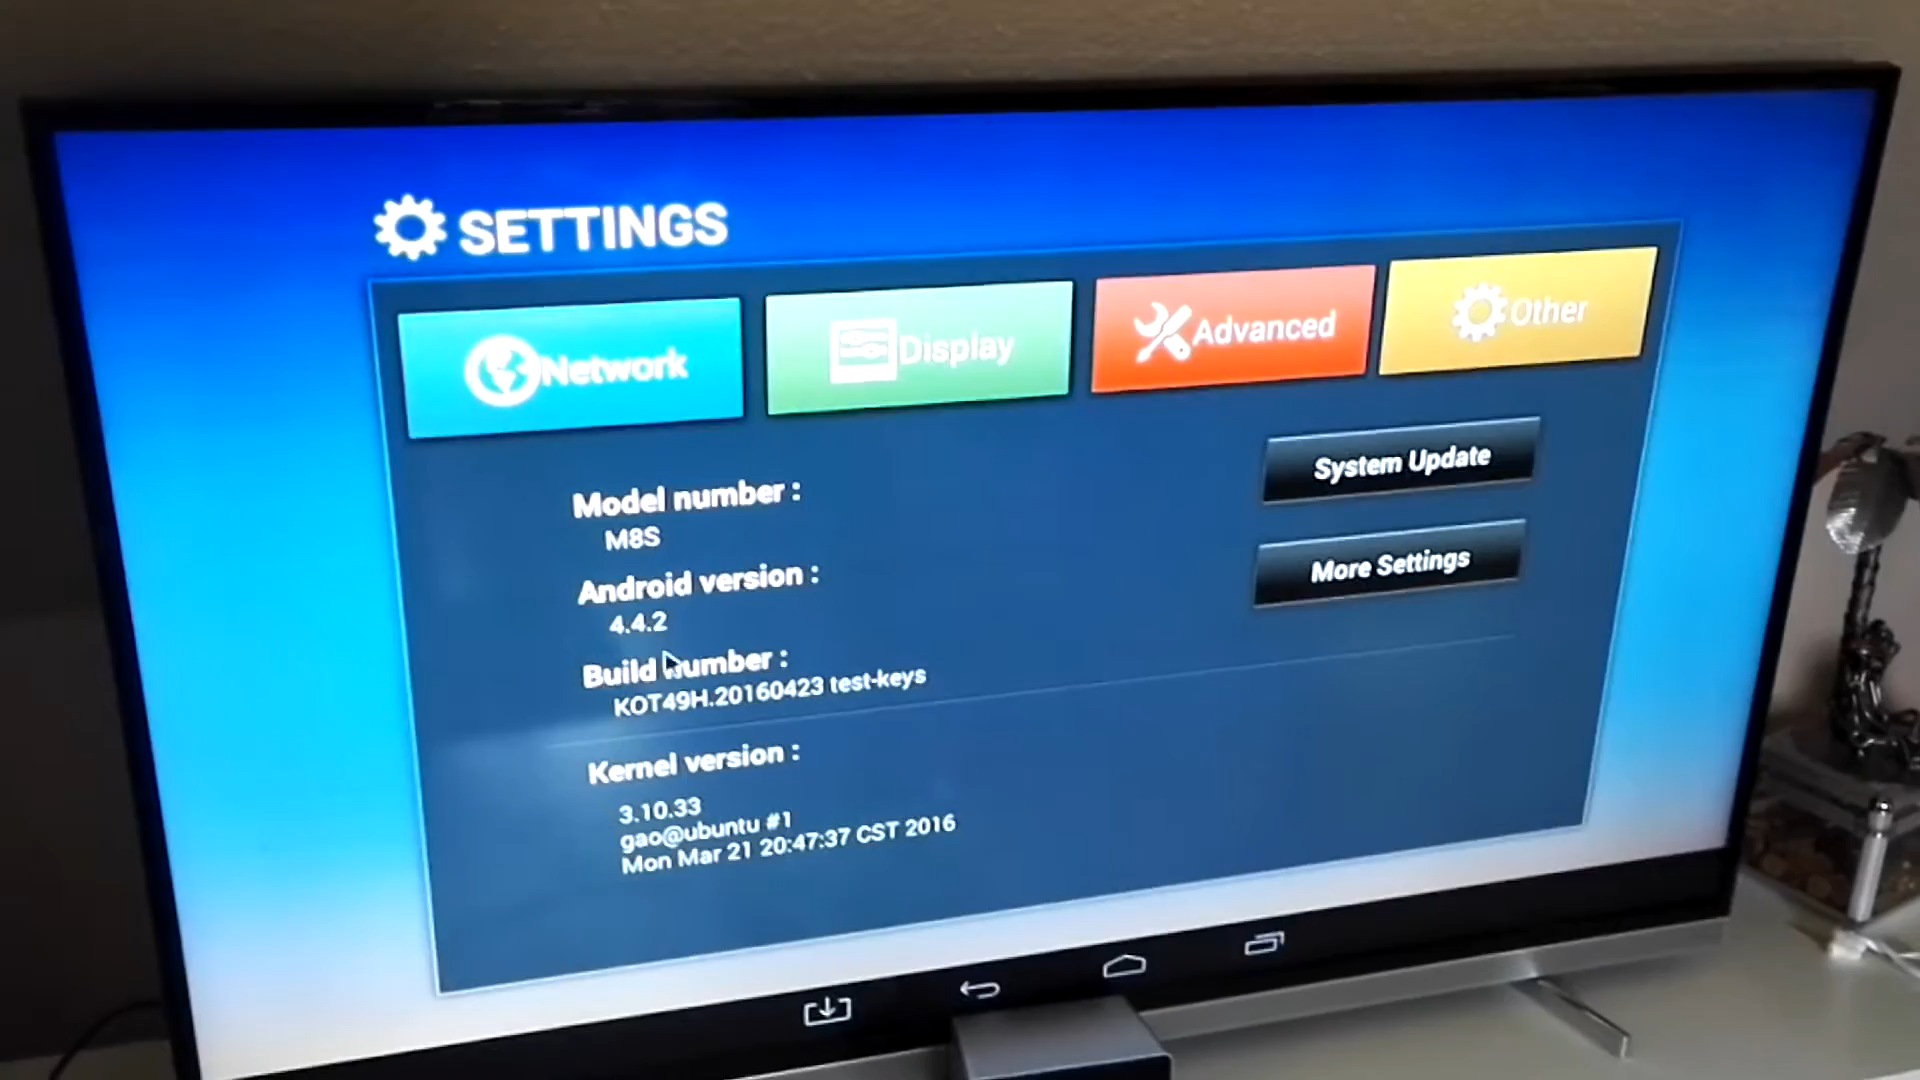 SETTINGS
Network
Display
Advanced
Other
System Update
More Settings
Model number :
M8S
Android version :
4.4.2
Build number :
KOT49H.20160423 test-keys
Kernel version :
3.10.33
gao@ubuntu #1
Mon Mar 21 20:47:37 CST 2016